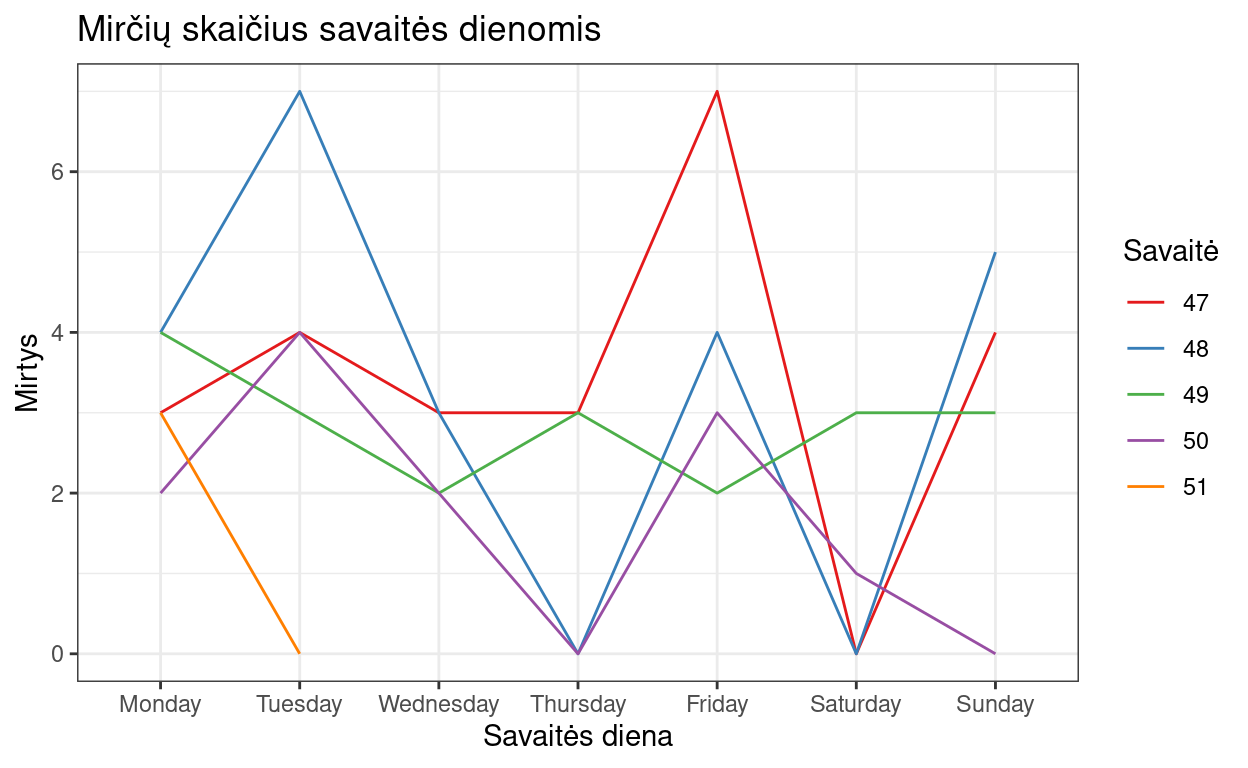 Mirčių skaičius savaitės dienomis
Mirtys
6
4
2
0
Monday Tuesday Wednesday Thursday Friday Saturday Sunday
Savaitės diena
Savaitė
47
48
49
50
51